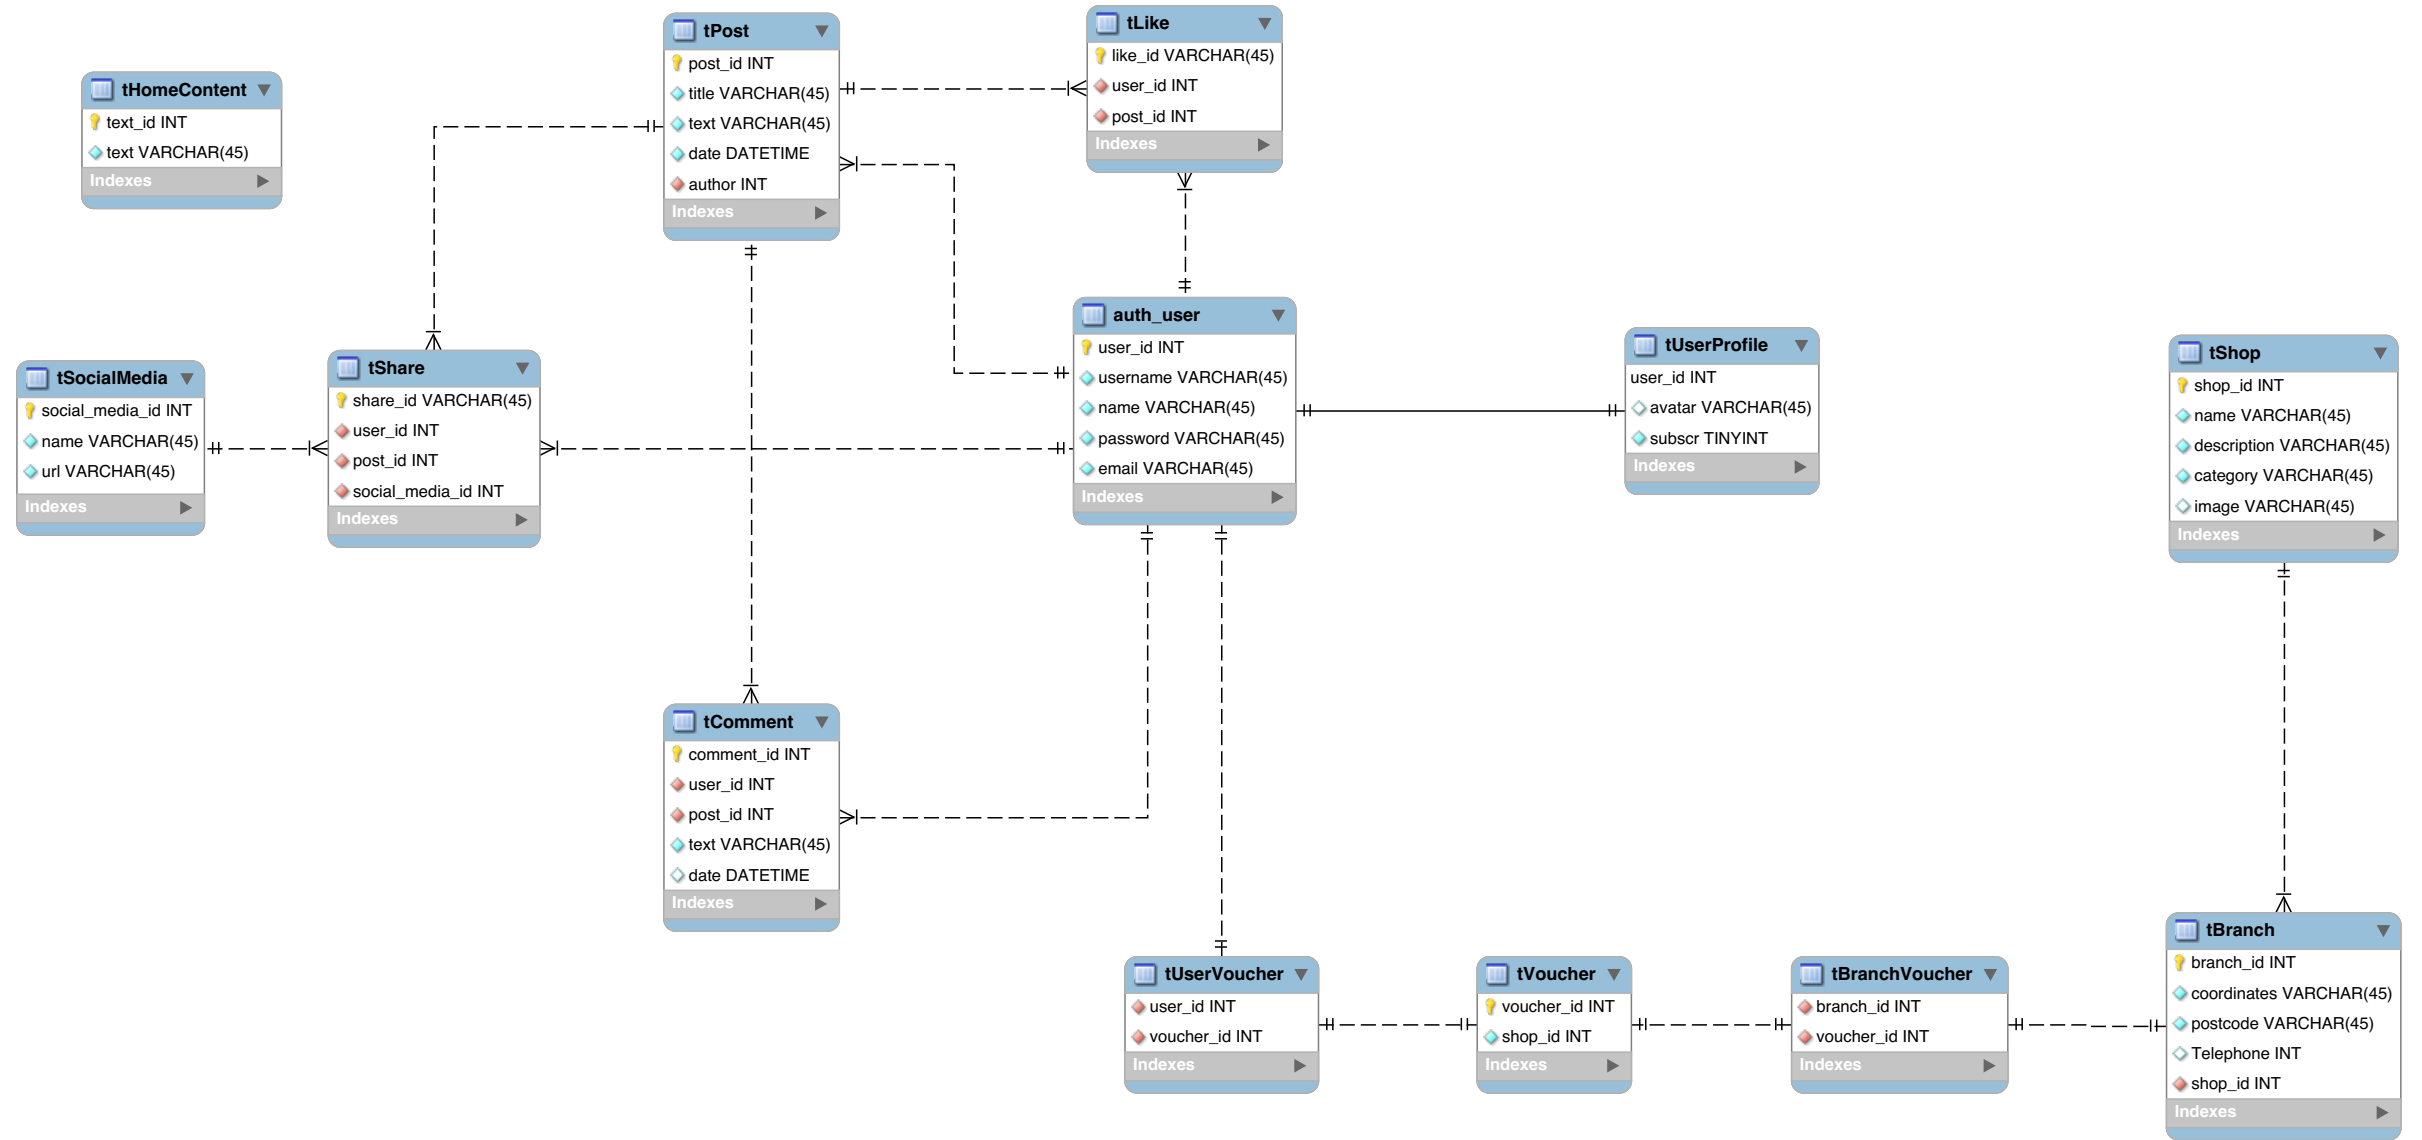 tHomeContent
text_id INT
text VARCHAR(45)
Indexes
tPost
post_id INT
title VARCHAR(45)
text VARCHAR(45)
date DATETIME
author INT
Indexes
tLike
like_id VARCHAR(45)
user_id INT
post_id INT
Indexes
tSocialMedia
social_media_id INT
name VARCHAR(45)
url VARCHAR(45)
Indexes
tShare
share_id VARCHAR(45)
user_id INT
post_id INT
social_media_id INT
Indexes
auth_user
user_id INT
username VARCHAR(45)
name VARCHAR(45)
password VARCHAR(45)
email VARCHAR(45)
Indexes
tUserProfile
user_id INT
avatar VARCHAR(45)
subscr TINYINT
Indexes
tShop
shop_id INT
name VARCHAR(45)
description VARCHAR(45)
category VARCHAR(45)
image VARCHAR(45)
Indexes
tComment
comment_id INT
user_id INT
post_id INT
text VARCHAR(45)
date DATETIME
Indexes
tUserVoucher
user_id INT
voucher_id INT
Indexes
tVoucher
voucher_id INT
shop_id INT
Indexes
tBranchVoucher
branch_id INT
voucher_id INT
Indexes
tBranch
branch_id INT
coordinates VARCHAR(45)
postcode VARCHAR(45)
Telephone INT
shop_id INT
Indexes